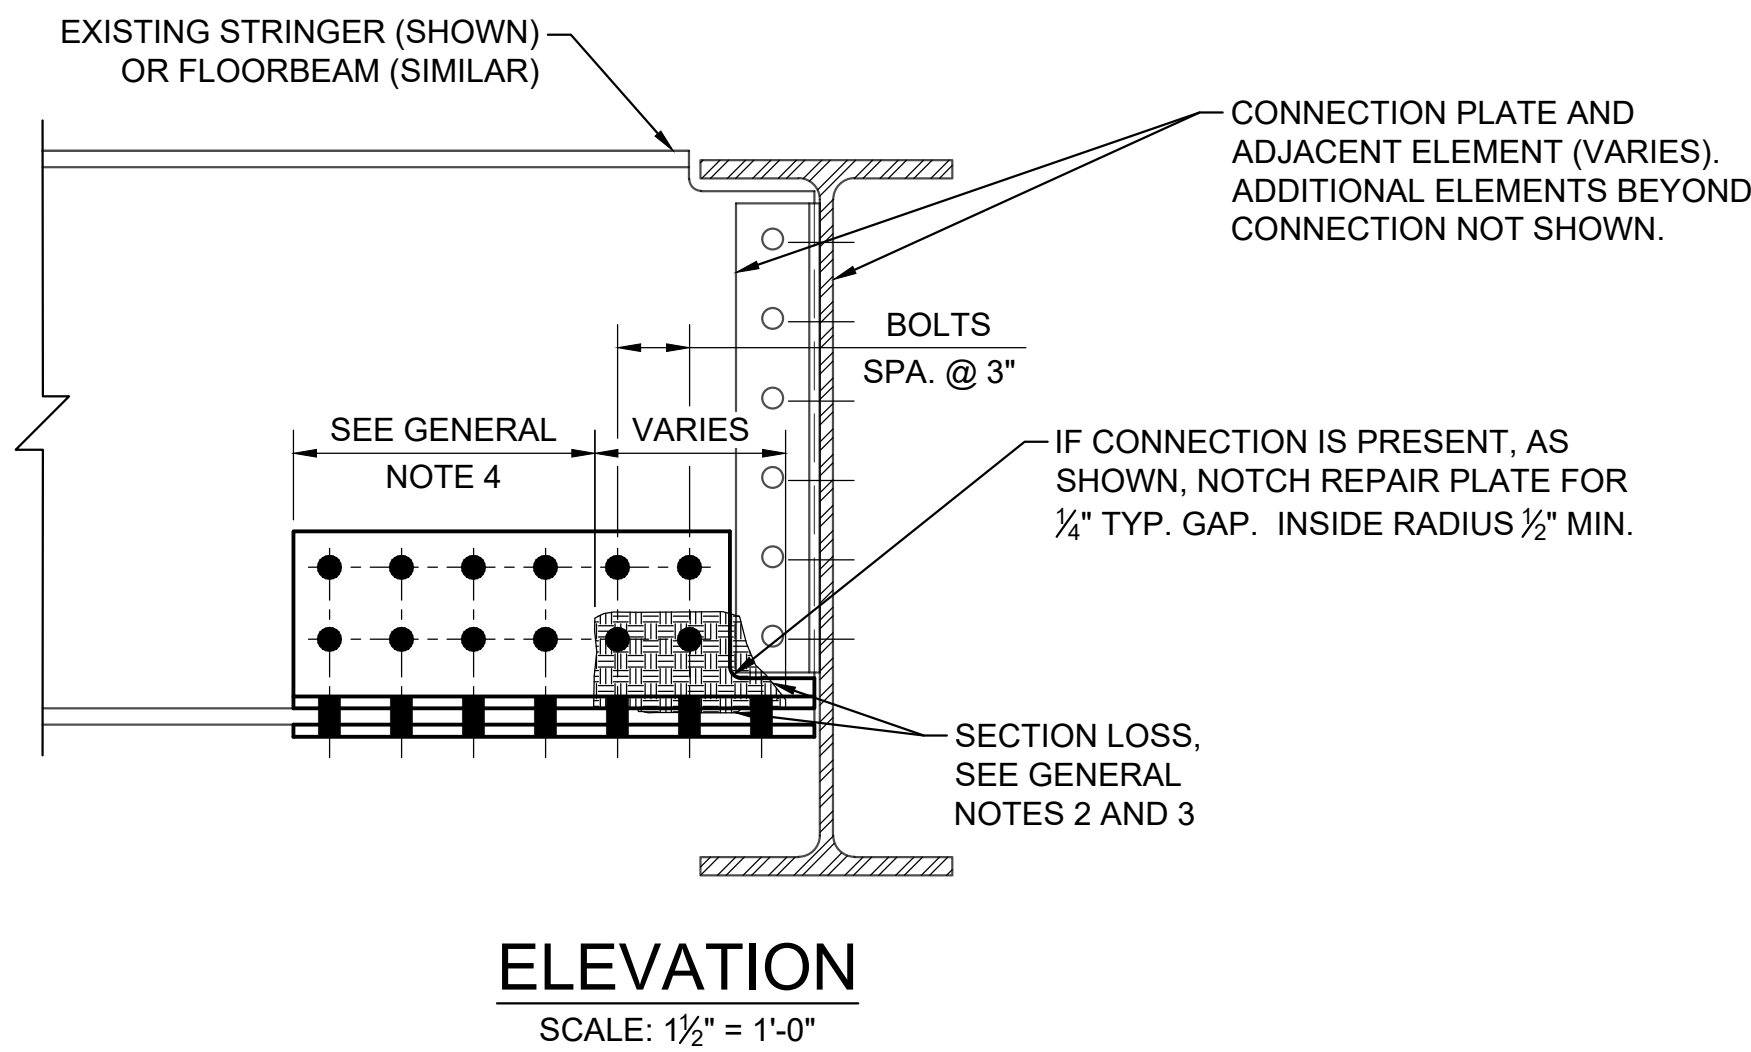 EXISTING STRINGER (SHOWN)
OR FLOORBEAM (SIMILAR)
CONNECTION PLATE AND
ADJACENT ELEMENT (VARIES).
ADDITIONAL ELEMENTS BEYOND
CONNECTION NOT SHOWN.
BOLTS
SPA. @ 3"
SEE GENERAL
NOTE 4
VARIES
IF CONNECTION IS PRESENT, AS
SHOWN, NOTCH REPAIR PLATE FOR
¼" TYP. GAP. INSIDE RADIUS ½" MIN.
SECTION LOSS,
SEE GENERAL
NOTES 2 AND 3
ELEVATION
SCALE: 1½" = 1'-0"